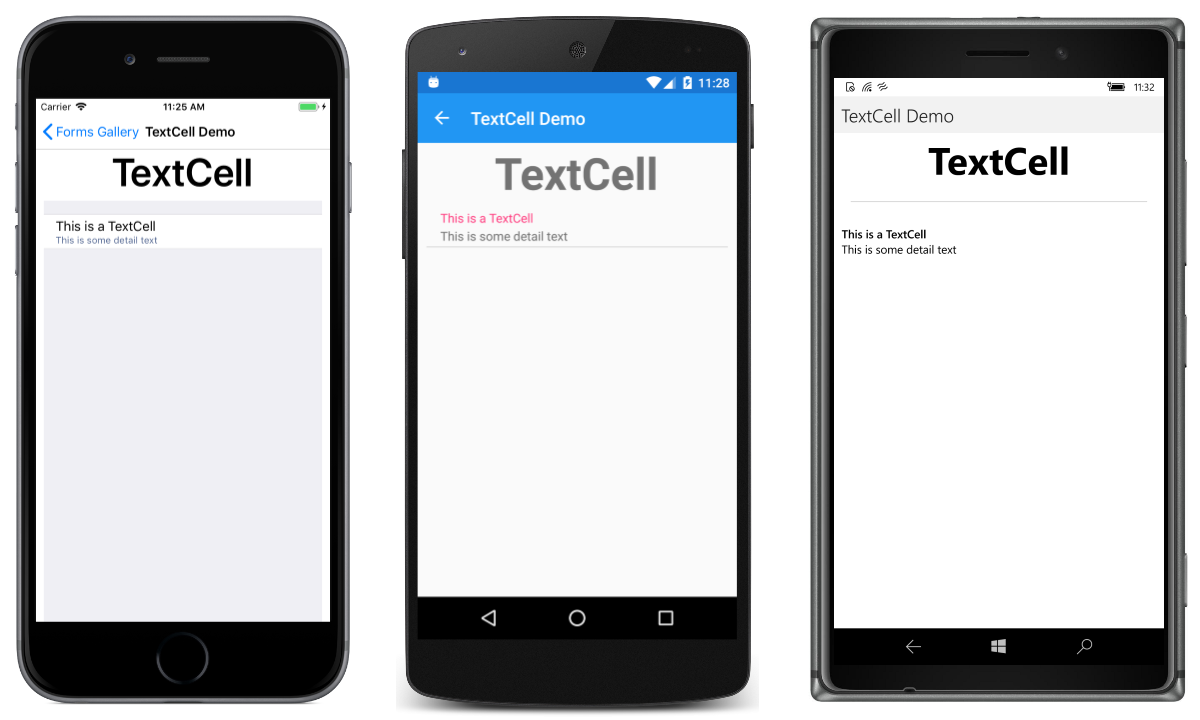 Carrier 11:25 AM
Forms Gallery TextCell Demo
TextCell
This is a TextCell
This is some detail text
11:28
TextCell Demo
TextCell
This is a TextCell
This is some detail text
11:32
TextCell Demo
TextCell
This is a TextCell
This is some detail text